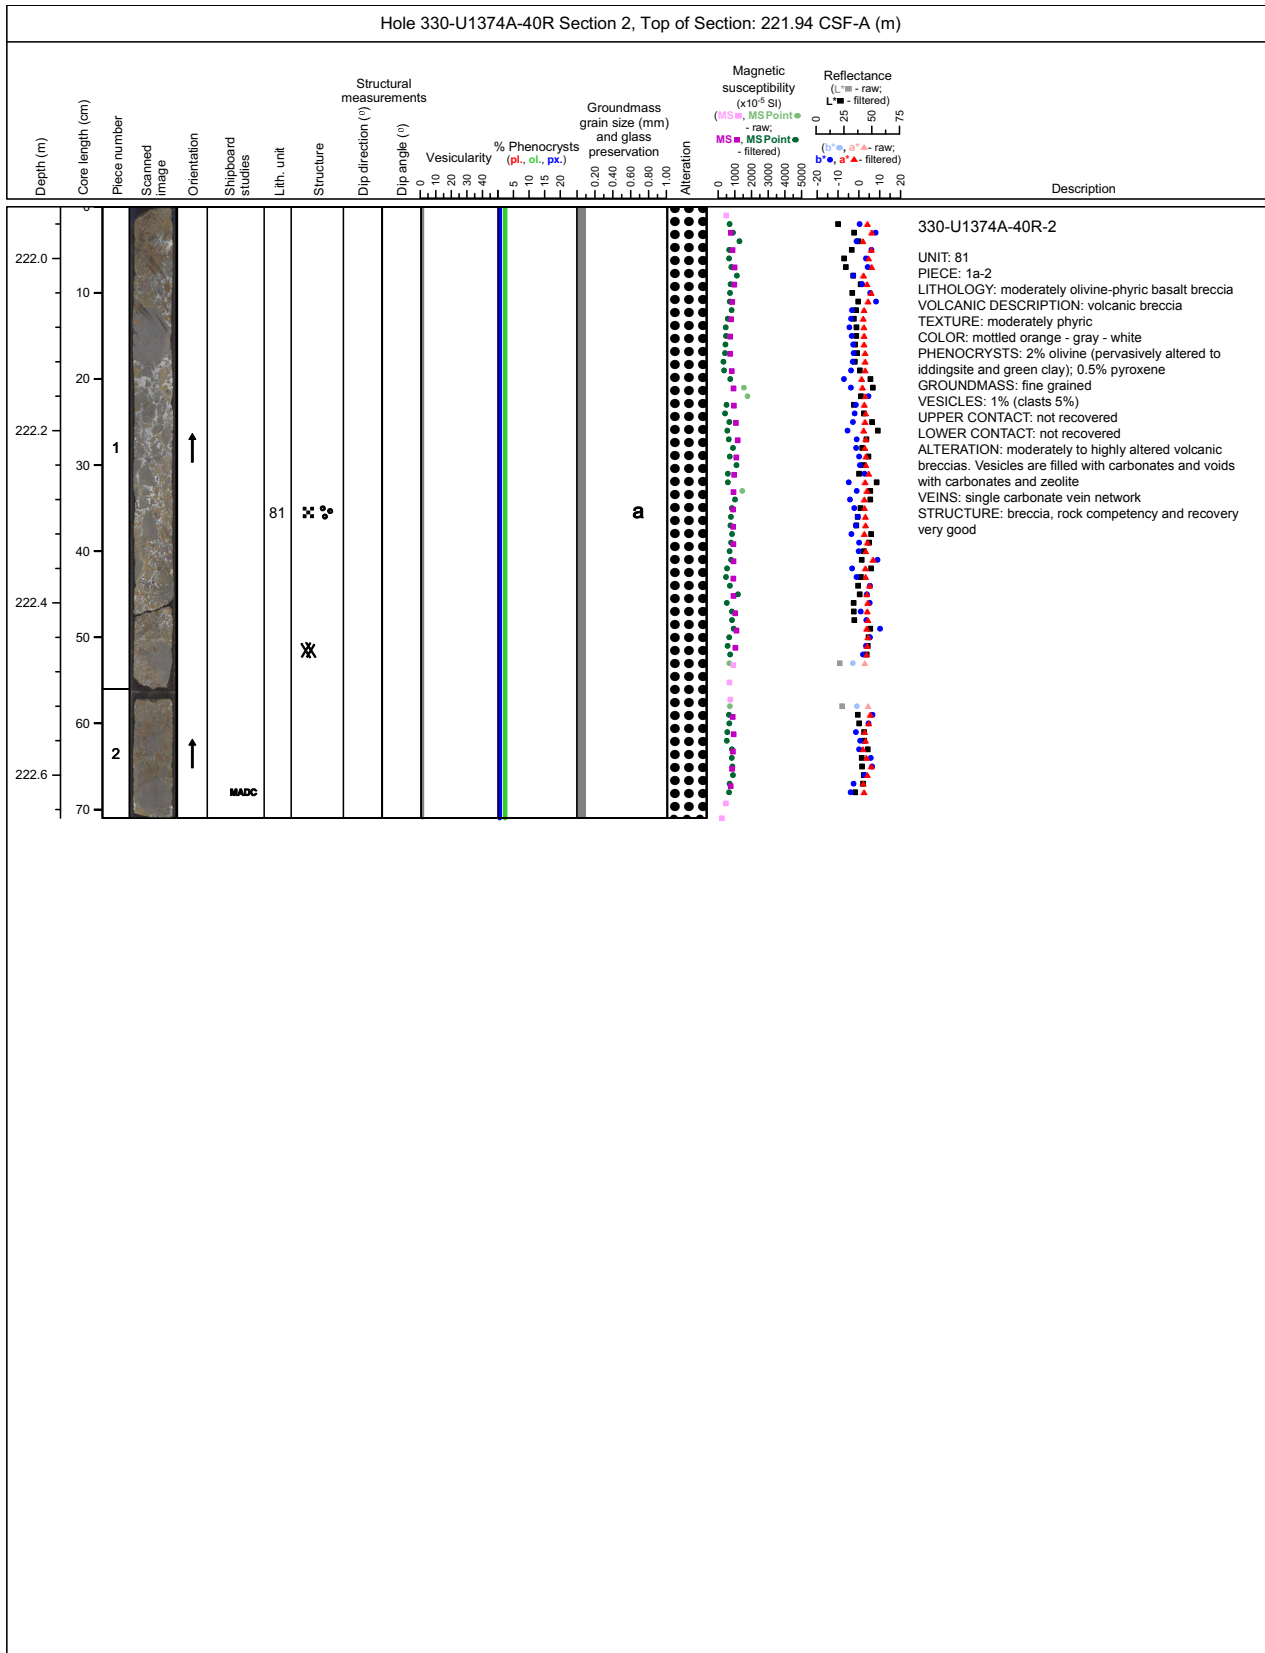 Hole 330-U1374A-40R Section 2, Top of Section: 221.94 CSF-A (m)
Depth (m)
Core length (cm)
Piece number
Scanned
image
Orientation
Shipboard
studies
Lith. unit
Structure
Structural
measurements
Dip direction (º)
Dip angle (º)
Vesicularity
0 10 20 30 40
% Phenocrysts
(pl., ol., px.)
5 10 15 20
Groundmass
grain size (mm)
and glass
preservation
0.20 0.40 0.60 0.80 1.00
Alteration
Magnetic
susceptibility
(x10⁻⁵ SI)
(MS■, MSPoint●
- raw;
MS■, MSPoint●
- filtered)
0 1000 2000 3000 4000 5000
Reflectance
(L*■ - raw;
L*■ - filtered)
0 25 50 75
(b*●, a*▲- raw;
b*●, a*▲- filtered)
-20 -10 0 10 20
Description
222.0
222.2
222.4
222.6
0
10
20
30
40
50
60
70
1
2
MADC
81
a
330-U1374A-40R-2
UNIT: 81
PIECE: 1a-2
LITHOLOGY: moderately olivine-phyric basalt breccia
VOLCANIC DESCRIPTION: volcanic breccia
TEXTURE: moderately phyric
COLOR: mottled orange - gray - white
PHENOCRYSTS: 2% olivine (pervasively altered to
iddingsite and green clay); 0.5% pyroxene
GROUNDMASS: fine grained
VESICLES: 1% (clasts 5%)
UPPER CONTACT: not recovered
LOWER CONTACT: not recovered
ALTERATION: moderately to highly altered volcanic
breccias. Vesicles are filled with carbonates and voids
with carbonates and zeolite
VEINS: single carbonate vein network
STRUCTURE: breccia, rock competency and recovery
very good